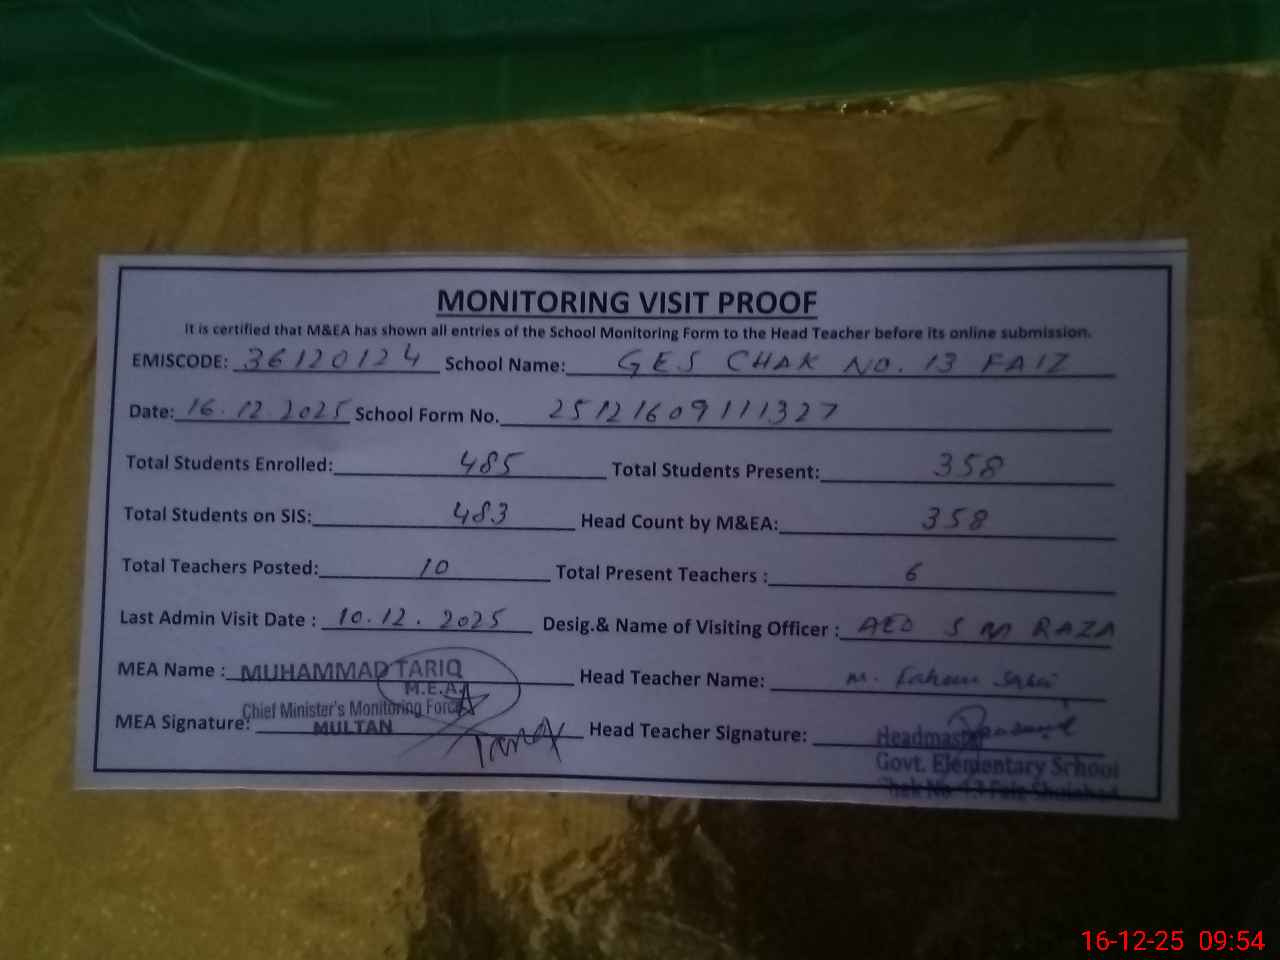 MONITORING VISIT PROOF
It is certified that M&EA has shown all entries of the School Monitoring Form to the Head Teacher before its online submission.
EMISCODE: 36120124 School Name: GES CHAK NO. 13 FAIZ
Date: 16.12.2025 School Form No. 25121609111327
Total Students Enrolled: 485 Total Students Present: 358
Total Students on SIS: 483 Head Count by M&EA: 358
Total Teachers Posted: 10 Total Present Teachers : 6
Last Admin Visit Date : 10.12.2025 Desig.& Name of Visiting Officer : AEO S M RAZA
MEA Name : MUHAMMAD TARIQ Head Teacher Name: M.
M.E.A
Chief Minister's Monitoring Force
MULTAN
MEA Signature: Head Teacher Signature:
Headmaster
Govt. Elementary School
Chak No 13 Faiz
16-12-25 09:54